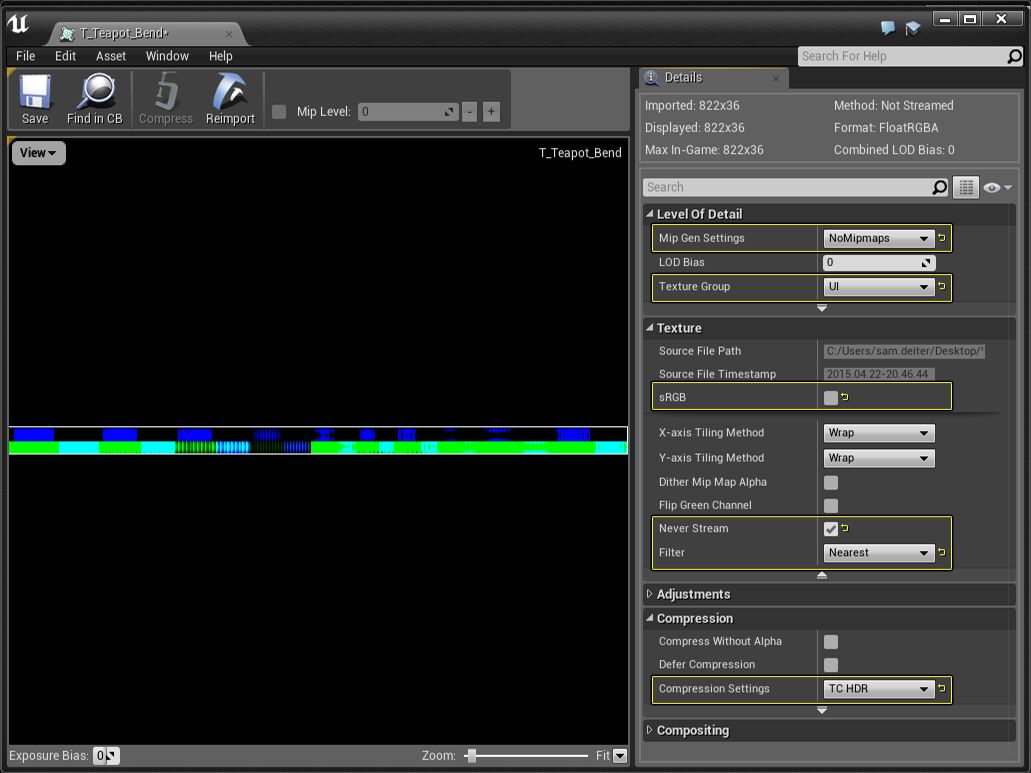 T_Teapot_Bend*
File Edit Asset Window Help
Search For Help
Save Find in CB Compress Reimport Mip Level: 0 - +
View
T_Teapot_Bend
Exposure Bias: 0 Zoom: Fit
Details
Imported: 822x36 Method: Not Streamed
Displayed: 822x36 Format: FloatRGBA
Max In-Game: 822x36 Combined LOD Bias: 0
Search
Level Of Detail
Mip Gen Settings NoMipmaps
LOD Bias 0
Texture Group UI
Texture
Source File Path C:/Users/sam.deiter/Desktop/
Source File Timestamp 2015.04.22-20.46.44
sRGB
X-axis Tiling Method Wrap
Y-axis Tiling Method Wrap
Dither Mip Map Alpha
Flip Green Channel
Never Stream
Filter Nearest
Adjustments
Compression
Compress Without Alpha
Defer Compression
Compression Settings TC HDR
Compositing